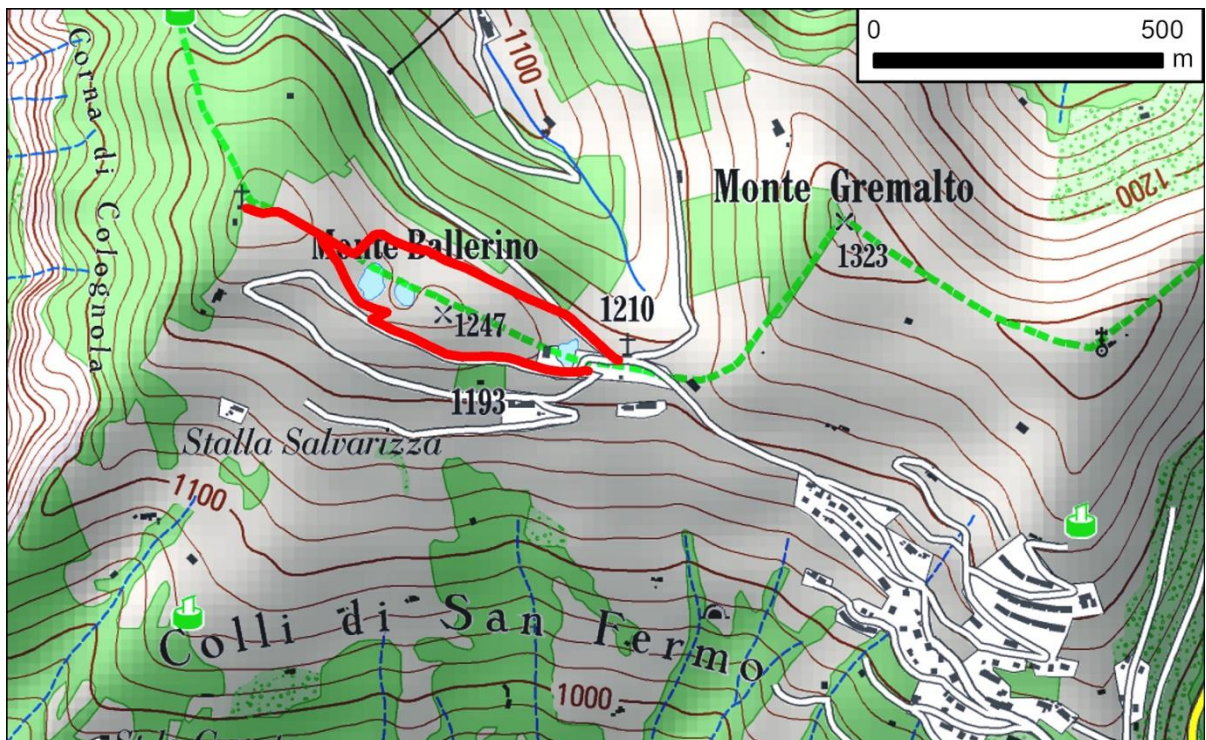 0 500
m
1100
Corna di Colognola
Monte Gremalto
1200
Monte Ballerino
1323
1210
1247
1193
Stalla Salvarizza
1100
Colli di San Fermo
1000